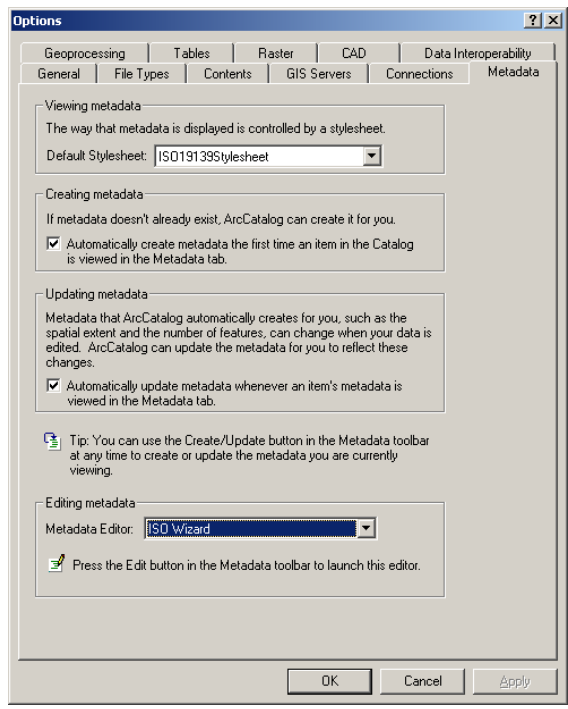 Options
Geoprocessing Tables Raster CAD Data Interoperability
General File Types Contents GIS Servers Connections Metadata
Viewing metadata
The way that metadata is displayed is controlled by a stylesheet.
Default Stylesheet: ISO19139Stylesheet
Creating metadata
If metadata doesn't already exist, ArcCatalog can create it for you.
Automatically create metadata the first time an item in the Catalog
is viewed in the Metadata tab.
Updating metadata
Metadata that ArcCatalog automatically creates for you, such as the
spatial extent and the number of features, can change when your data is
edited. ArcCatalog can update the metadata for you to reflect these
changes.
Automatically update metadata whenever an item's metadata is
viewed in the Metadata tab.
Tip: You can use the Create/Update button in the Metadata toolbar
at any time to create or update the metadata you are currently
viewing.
Editing metadata
Metadata Editor: ISO Wizard
Press the Edit button in the Metadata toolbar to launch this editor.
OK Cancel Apply